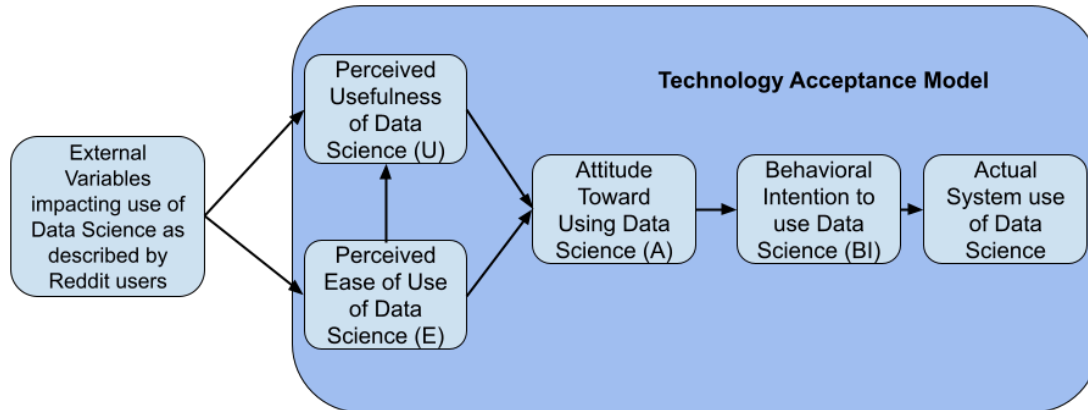 Technology Acceptance Model
External
Variables
impacting use of
Data Science as
described by
Reddit users
Perceived
Usefulness
of Data
Science (U)
Perceived
Ease of Use
of Data
Science (E)
Attitude
Toward
Using Data
Science (A)
Behavioral
Intention to
use Data
Science (BI)
Actual
System use
of Data
Science